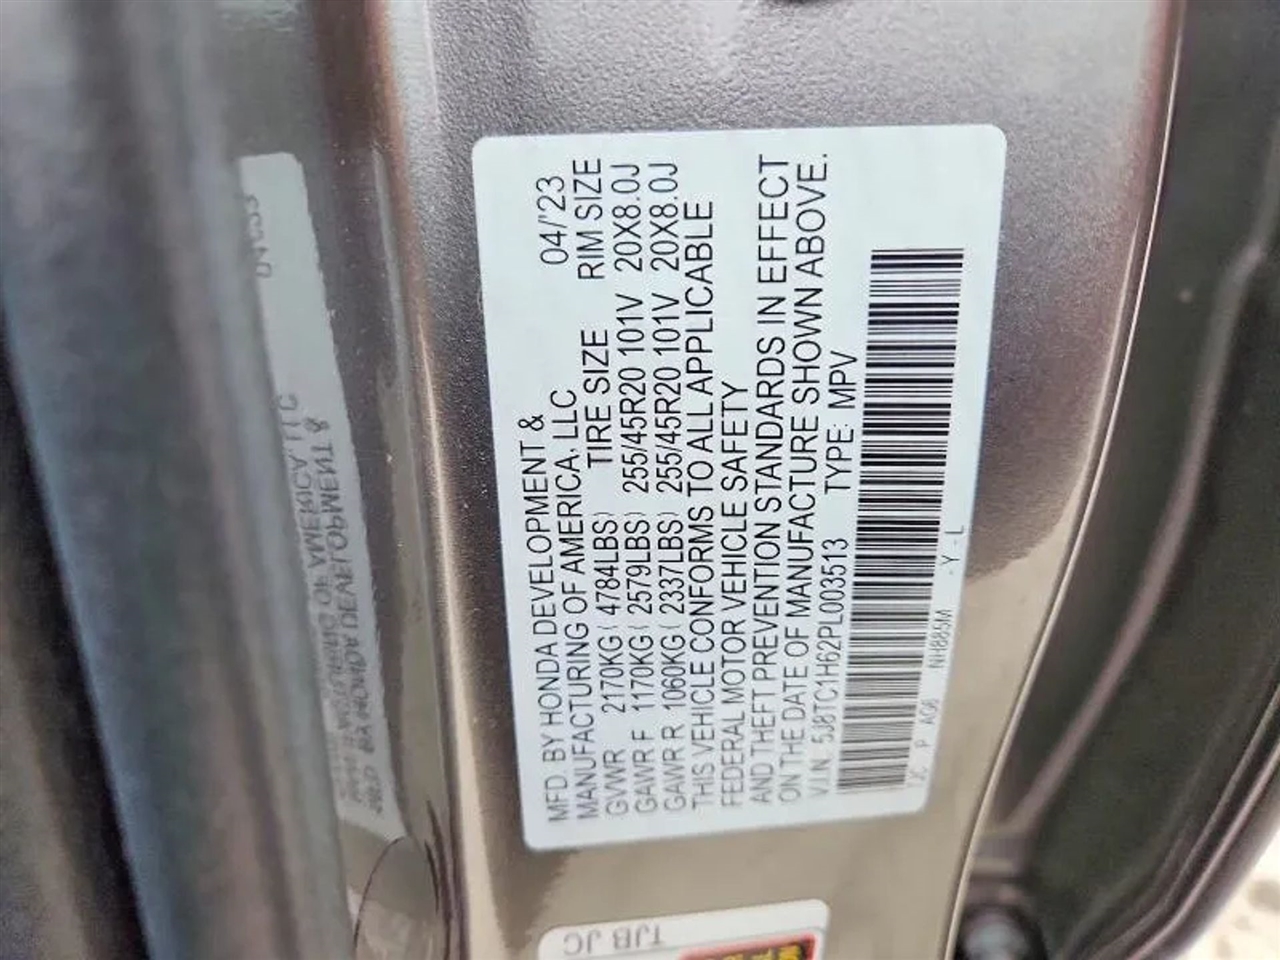 MFD. BY HONDA DEVELOPMENT &
MANUFACTURING OF AMERICA, LLC 04/'23
GVWR 2170KG ( 4784LBS) TIRE SIZE RIM SIZE
GAWR F 1170KG ( 2579LBS) 255/45R20 101V 20X8.0J
GAWR R 1060KG ( 2337LBS) 255/45R20 101V 20X8.0J
THIS VEHICLE CONFORMS TO ALL APPLICABLE
FEDERAL MOTOR VEHICLE SAFETY
AND THEFT PREVENTION STANDARDS IN EFFECT
ON THE DATE OF MANUFACTURE SHOWN ABOVE.
V.I.N. 5J8TC1H62PL003513 TYPE: MPV
TJC P AG6 NH885M - Y - L
TJB JC